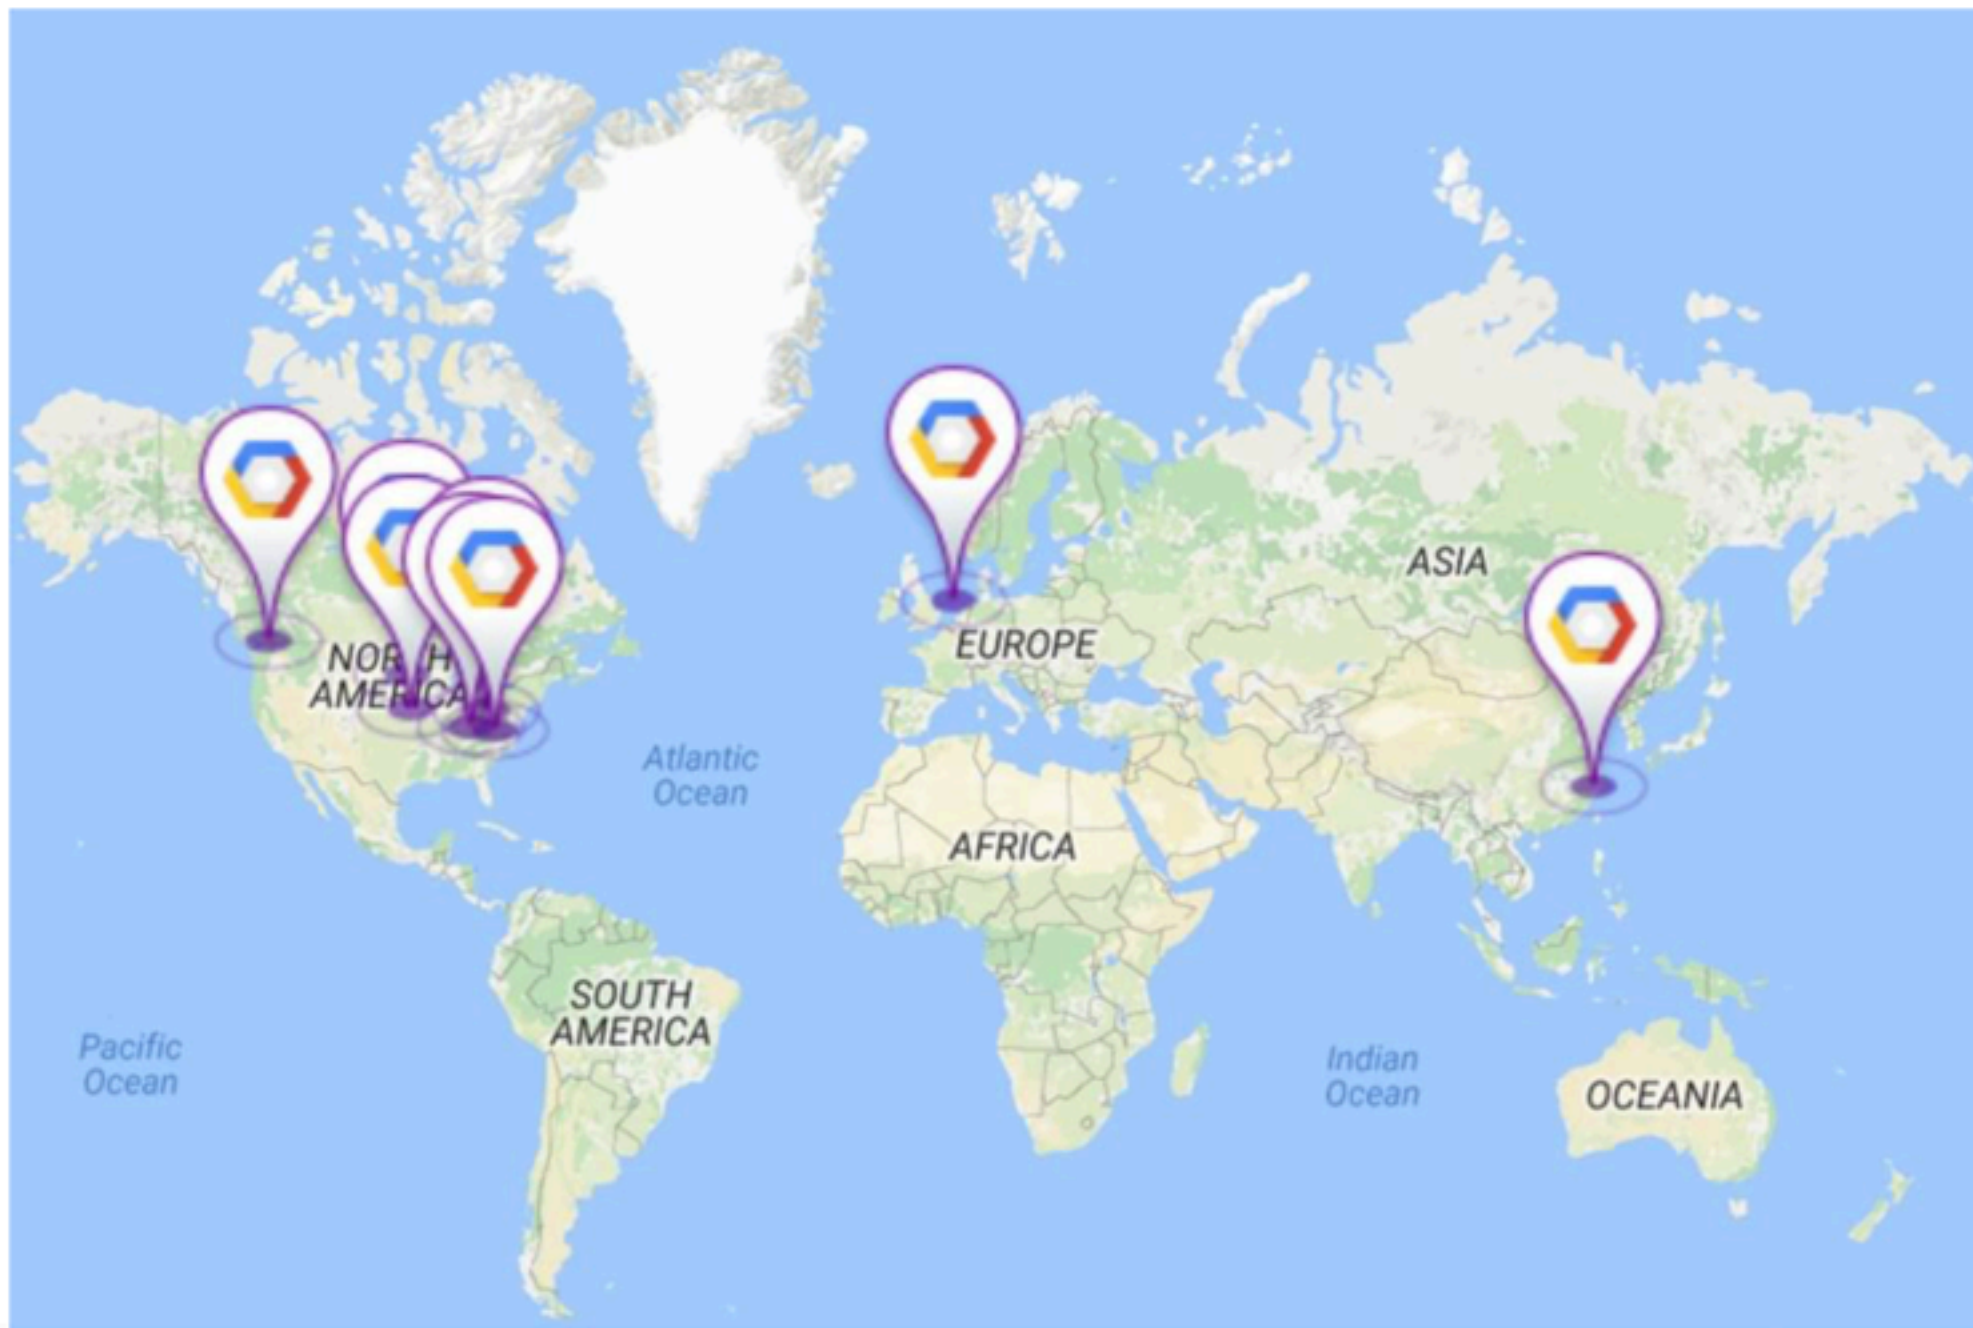 ASIA
EUROPE
NORTH
AMERICA
Atlantic
Ocean
AFRICA
SOUTH
AMERICA
Pacific
Ocean
Indian
Ocean
OCEANIA